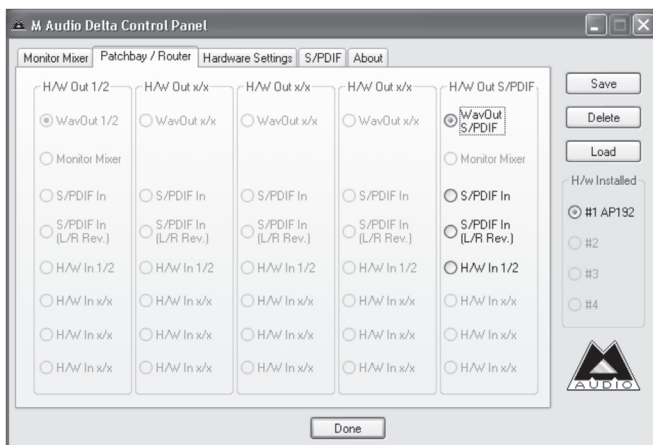 M Audio Delta Control Panel
Monitor Mixer Patchbay / Router Hardware Settings S/PDIF About
H/W Out 1/2 H/W Out x/x H/W Out x/x H/W Out x/x H/W Out S/PDIF
WavOut 1/2 WavOut x/x WavOut x/x WavOut x/x WavOut S/PDIF
Monitor Mixer Monitor Mixer
S/PDIF In S/PDIF In S/PDIF In S/PDIF In S/PDIF In
S/PDIF In S/PDIF In S/PDIF In S/PDIF In S/PDIF In
(L/R Rev.) (L/R Rev.) (L/R Rev.) (L/R Rev.) (L/R Rev.)
H/W In 1/2 H/W In 1/2 H/W In 1/2 H/W In 1/2 H/W In 1/2
H/W In x/x H/W In x/x H/W In x/x H/W In x/x H/W In x/x
H/W In x/x H/W In x/x H/W In x/x H/W In x/x H/W In x/x
H/W In x/x H/W In x/x H/W In x/x H/W In x/x H/W In x/x
Save
Delete
Load
H/w Installed
#1 AP192
#2
#3
#4
M AUDIO
Done